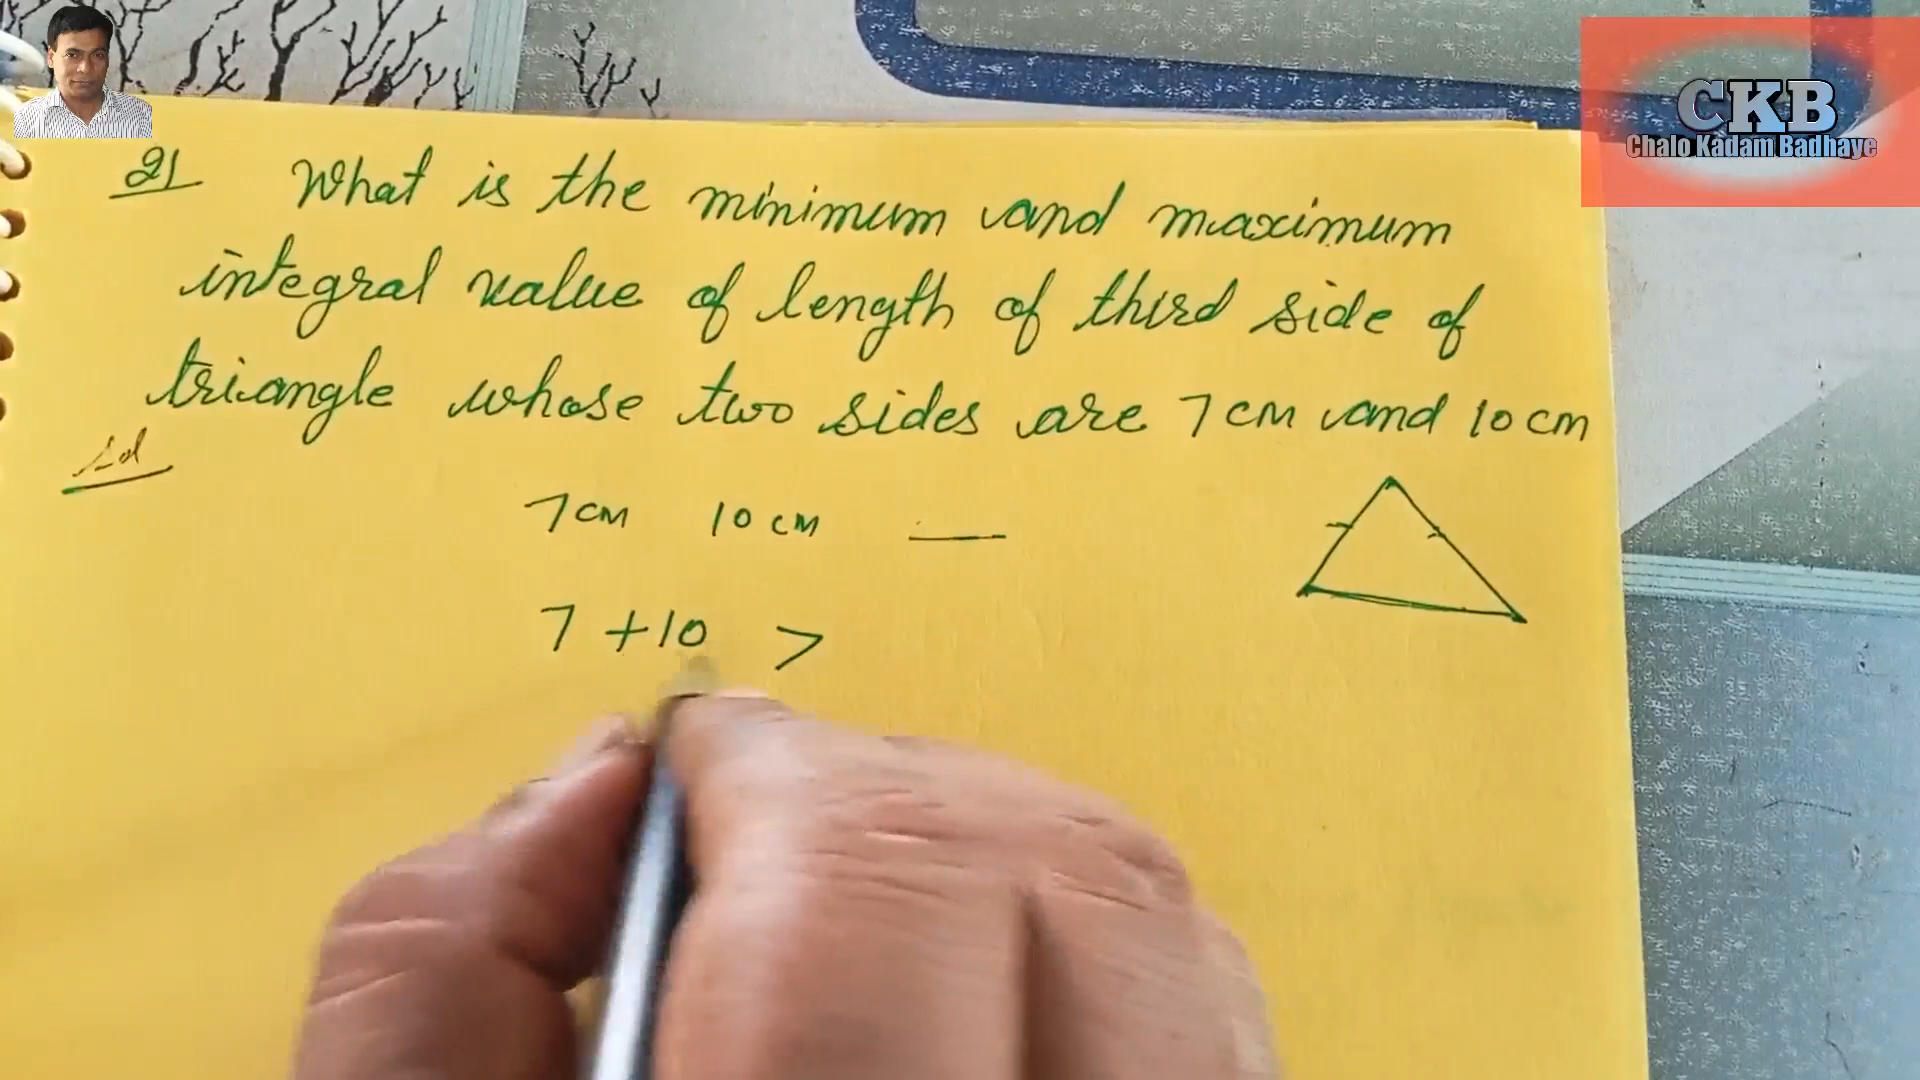 CKB
Chalo Kadam Badhaye
21 What is the minimum and maximum
integral value of length of third side of
triangle whose two sides are 7 cm and 10 cm
Sol
7 cm 10 cm
7 + 10 >